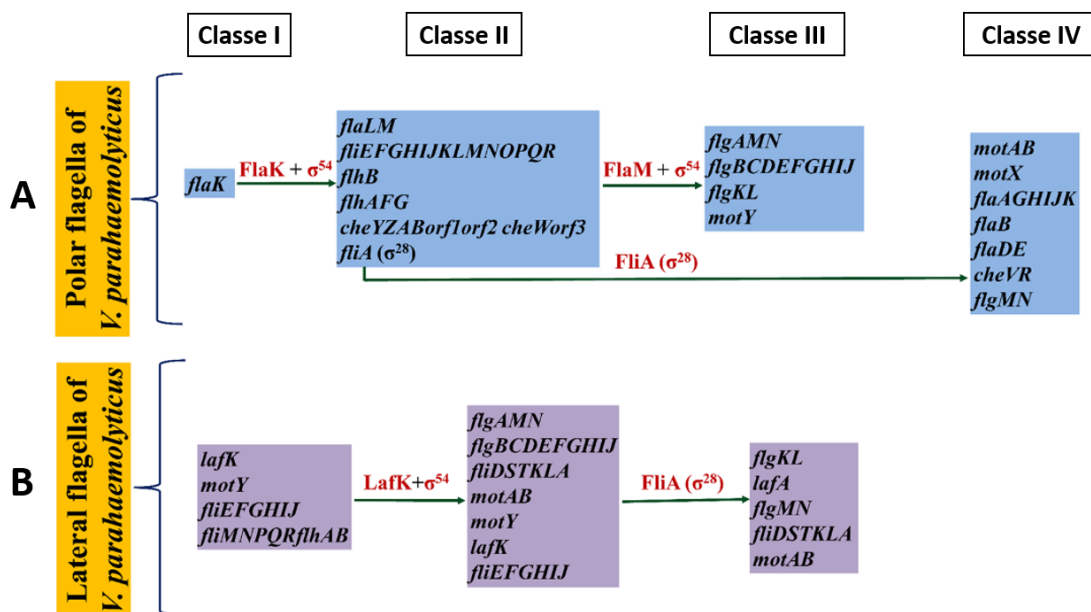 Classe I
Classe II
Classe III
Classe IV
A
Polar flagella of
V. parahaemolyticus
flaK
FlaK + σ54
flaLM
fliEFGHIJKLMNOPQR
flhB
flhAFG
cheYZABorf1orf2 cheWorf3
fliA (σ28)
FlaM + σ54
flgAMN
flgBCDEFGHIJ
flgKL
motY
FliA (σ28)
motAB
motX
flaAGHIJK
flaB
flaDE
cheVR
flgMN
B
Lateral flagella of
V. parahaemolyticus
lafK
motY
fliEFGHIJ
fliMNPQRflhAB
LafK+σ54
flgAMN
flgBCDEFGHIJ
fliDSTKLA
motAB
motY
lafK
fliEFGHIJ
FliA (σ28)
flgKL
lafA
flgMN
fliDSTKLA
motAB